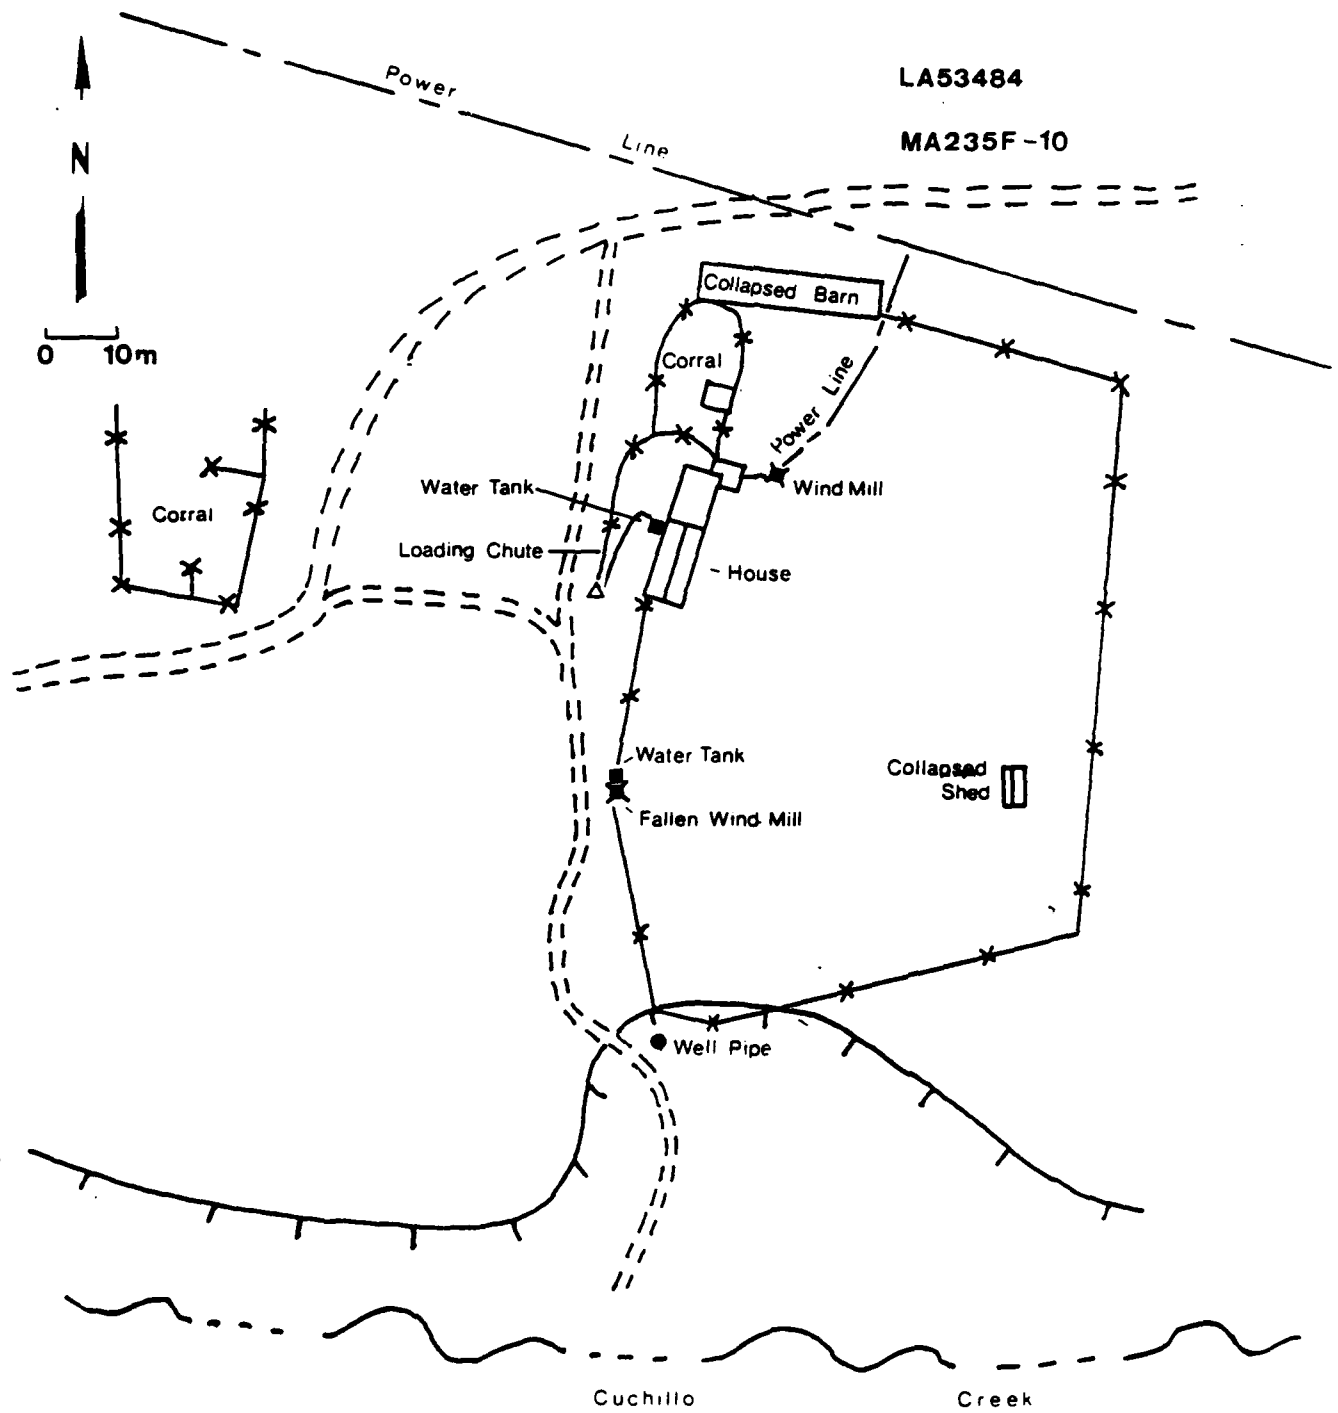 Power Line
LA53484
MA235F-10
N
0 10m
Collapsed Barn
Corral
Power Line
Corral
Water Tank
Wind Mill
Loading Chute
House
Water Tank
Fallen Wind Mill
Collapsed
Shed
Well Pipe
Cuchillo Creek